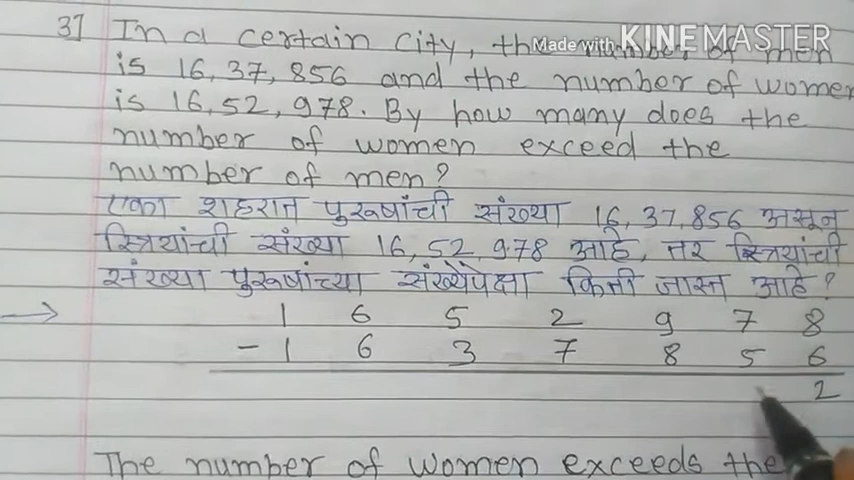 Made with KINEMASTER
37 In a certain city, the number of men
is 16,37,856 and the number of women
is 16,52,978. By how many does the
number of women exceed the
number of men?
एका शहरात पुरूषांची संख्या 16,37,856 असून
स्त्रियांची संख्या 16,52,978 आहे, तर स्त्रियांची
संख्या पुरूषांच्या संख्येपेक्षा किती जास्त आहे?
→ 1 6 5 2 9 7 8
- 1 6 3 7 8 5 6
2
The number of women exceeds the